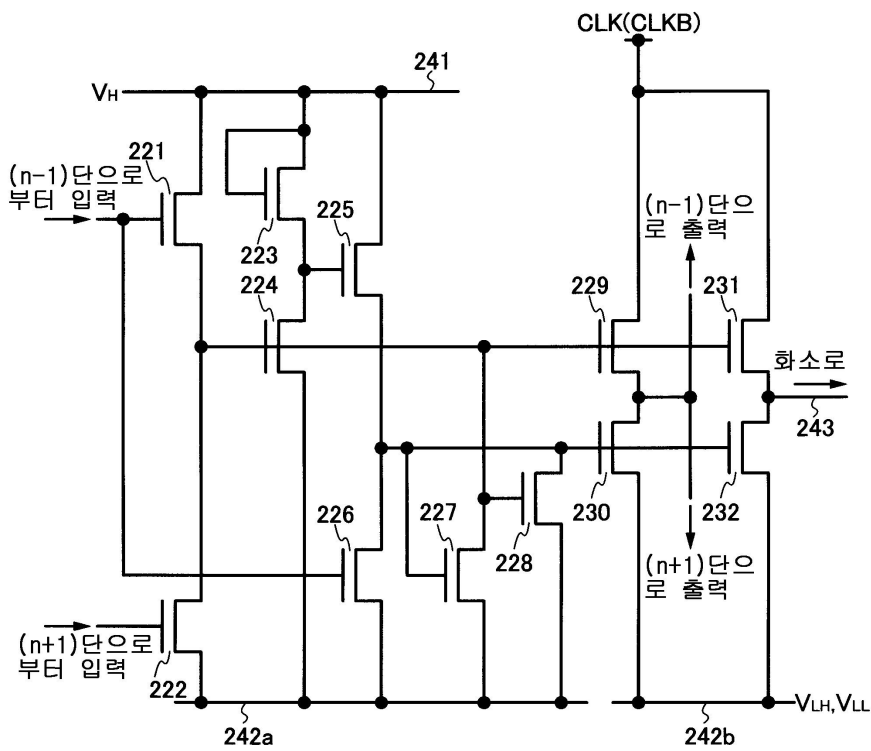 CLK(CLKB)
241
VH
221
(n-1)단으로
부터 입력
223
225
224
(n-1)단으
로 출력
229
231
화소로
243
226
227
228
230
232
(n+1)단으
로 출력
(n+1)단으로
부터 입력
222
242a
242b
VLH,VLL